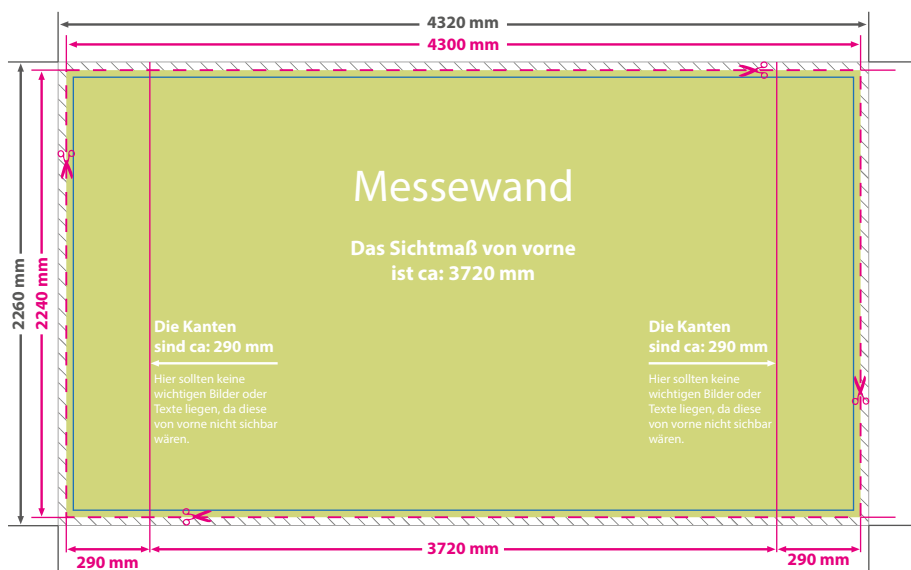 4320 mm
4300 mm
2260 mm
2240 mm
Messewand
Das Sichtmaß von vorne
ist ca: 3720 mm
Die Kanten
sind ca: 290 mm
Hier sollten keine
wichtigen Bilder oder
Texte liegen, da diese
von vorne nicht sichbar
wären.
Die Kanten
sind ca: 290 mm
Hier sollten keine
wichtigen Bilder oder
Texte liegen, da diese
von vorne nicht sichbar
wären.
290 mm
3720 mm
290 mm